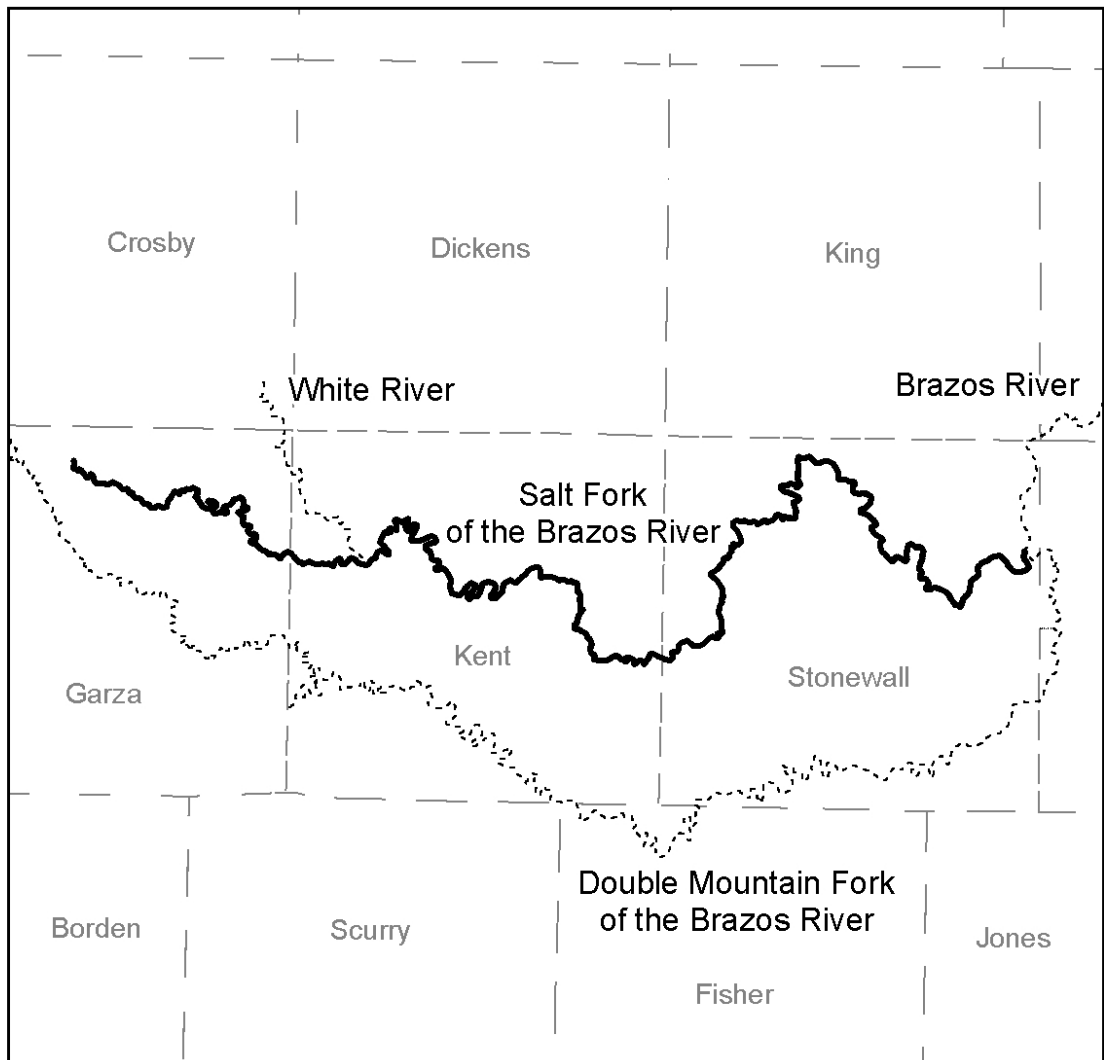 Crosby
Dickens
King
White River
Brazos River
Salt Fork
of the Brazos River
Kent
Garza
Stonewall
Double Mountain Fork
of the Brazos River
Borden
Scurry
Jones
Fisher